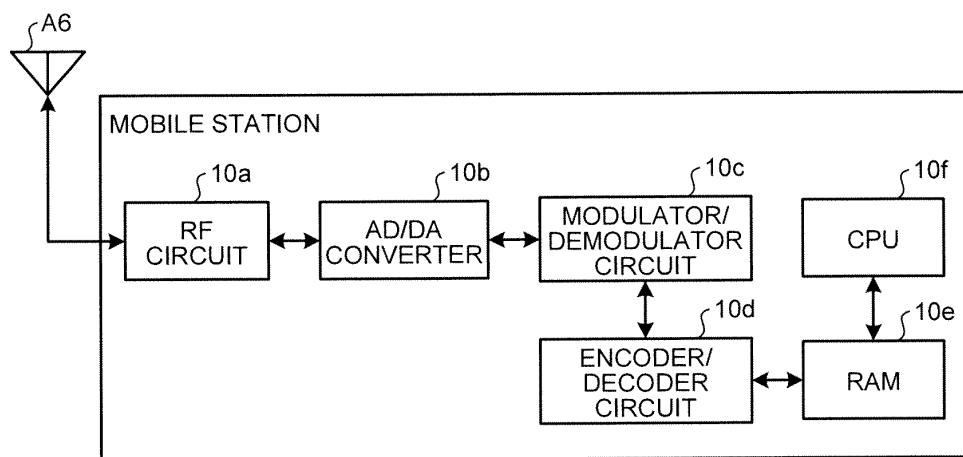 A6
MOBILE STATION
10a
RF
CIRCUIT
10b
AD/DA
CONVERTER
10c
MODULATOR/
DEMODULATOR
CIRCUIT
10f
CPU
10d
ENCODER/
DECODER
CIRCUIT
10e
RAM